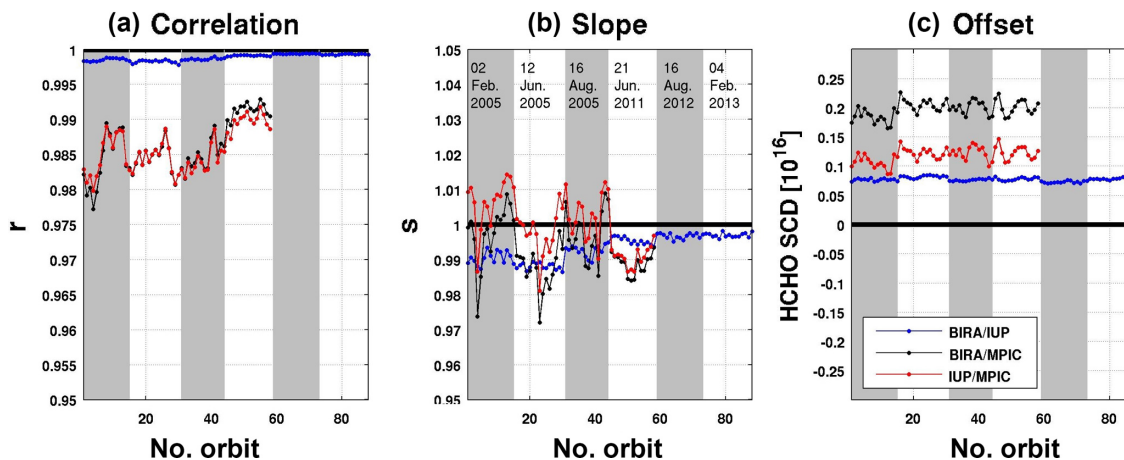 (a) Correlation
1
0.995
0.99
0.985
0.98
0.975
0.97
0.965
0.96
0.955
0.95
r
20 40 60 80
No. orbit
(b) Slope
1.05
1.04
1.03
1.02
1.01
1
0.99
0.98
0.97
0.96
0.95
s
02 12 16 21 16 04
Feb. Jun. Aug. Jun. Aug. Feb.
2005 2005 2005 2011 2012 2013
20 40 60 80
No. orbit
(c) Offset
0.25
0.2
0.15
0.1
0.05
0
-0.05
-0.1
-0.15
-0.2
-0.25
HCHO SCD [10^16]
BIRA/IUP
BIRA/MPIC
IUP/MPIC
20 40 60 80
No. orbit